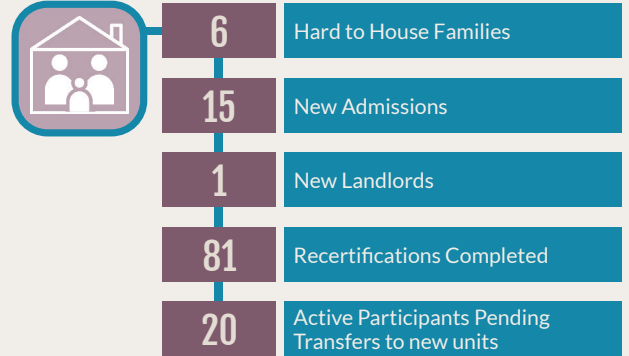 6
Hard to House Families
15
New Admissions
1
New Landlords
81
Recertifications Completed
20
Active Participants Pending
Transfers to new units